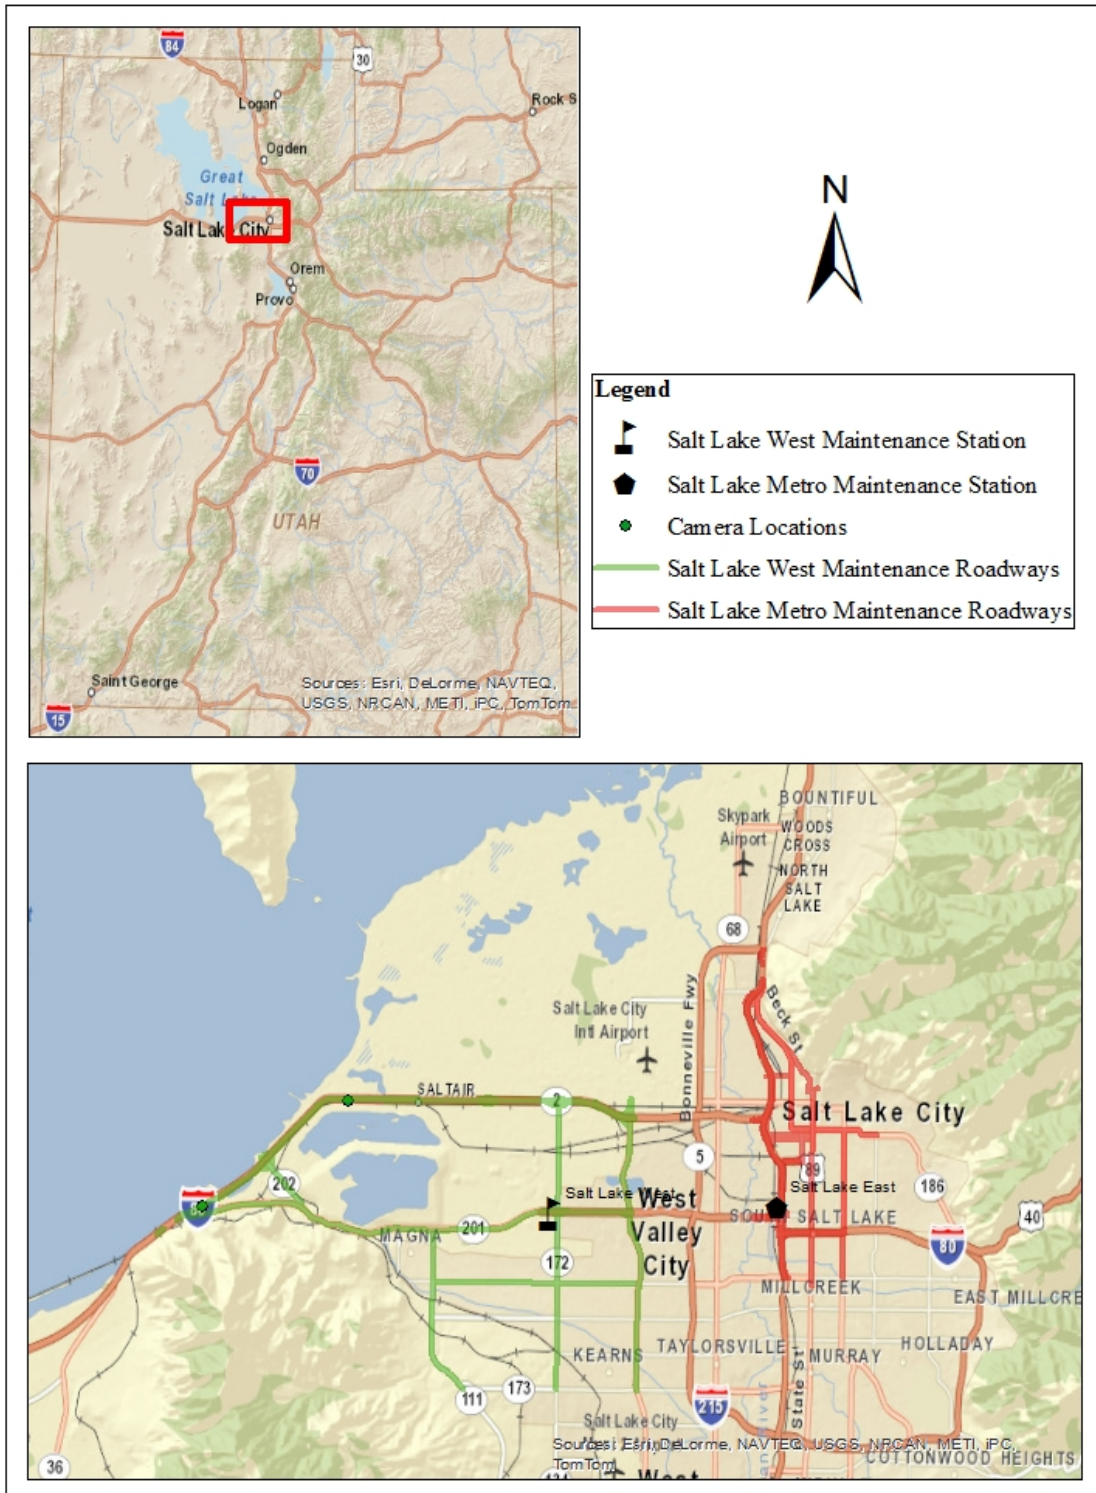 84
30
Logan
Rock S
Ogden
Great
Salt Lake
Salt Lake City
Orem
Provo
70
UTAH
Saint George
15
Sources: Esri, DeLorme, NAVTEQ,
USGS, NRCAN, METI, iPC, TomTom
N
Legend
Salt Lake West Maintenance Station
Salt Lake Metro Maintenance Station
Camera Locations
Salt Lake West Maintenance Roadways
Salt Lake Metro Maintenance Roadways
BOUNTIFUL
Skypark
Airport
WOODS
CROSS
NORTH
SALT
LAKE
68
Bonneville Fwy
Beck St
Salt Lake City
Intl Airport
SALTAIR
2
Salt Lake City
5
89
186
202
80
Salt Lake West
Salt Lake East
West
Valley
City
SOUTH SALT LAKE
40
MAGNA
201
172
80
MILLCREEK
EAST MILLCRE
KEARNS
TAYLORSVILLE
MURRAY
HOLLADAY
State St
111
173
215
Salt Lake City
Sources: Esri, DeLorme, NAVTEQ, USGS, NRCAN, METI, iPC,
TomTom
COTTONWOOD HEIGHTS
36
West